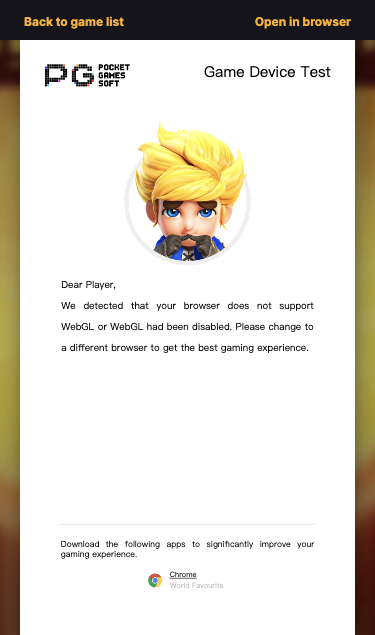 Back to game list
Open in browser
PG
POCKET
GAMES
SOFT
Game Device Test
Dear Player,
We detected that your browser does not support
WebGL or WebGL had been disabled. Please change to
a different browser to get the best gaming experience.
Download the following apps to significantly improve your
gaming experience.
Chrome
World Favourite